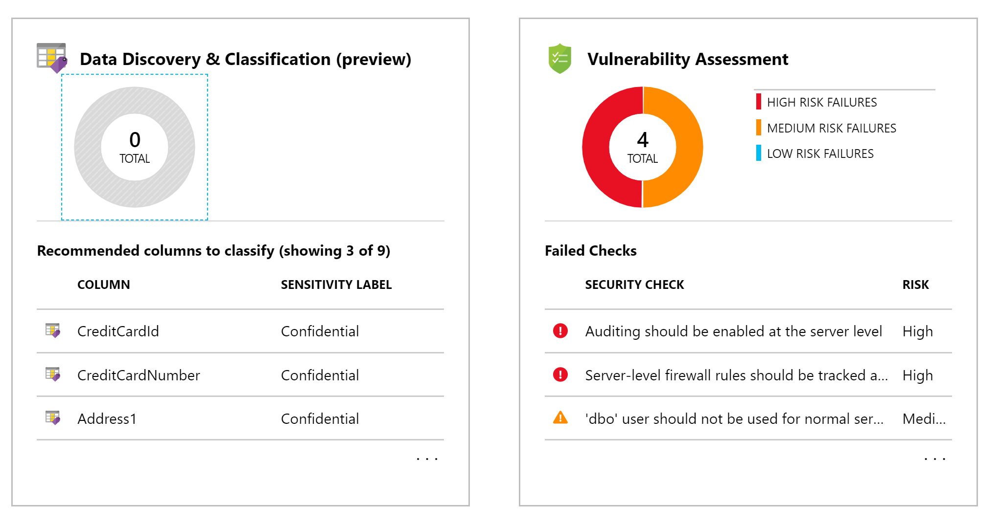 Data Discovery & Classification (preview)
0
TOTAL
Recommended columns to classify (showing 3 of 9)
COLUMN SENSITIVITY LABEL
CreditCardId Confidential
CreditCardNumber Confidential
Address1 Confidential
. . .
Vulnerability Assessment
4
TOTAL
HIGH RISK FAILURES
MEDIUM RISK FAILURES
LOW RISK FAILURES
Failed Checks
SECURITY CHECK RISK
Auditing should be enabled at the server level High
Server-level firewall rules should be tracked a... High
'dbo' user should not be used for normal ser... Medi...
. . .